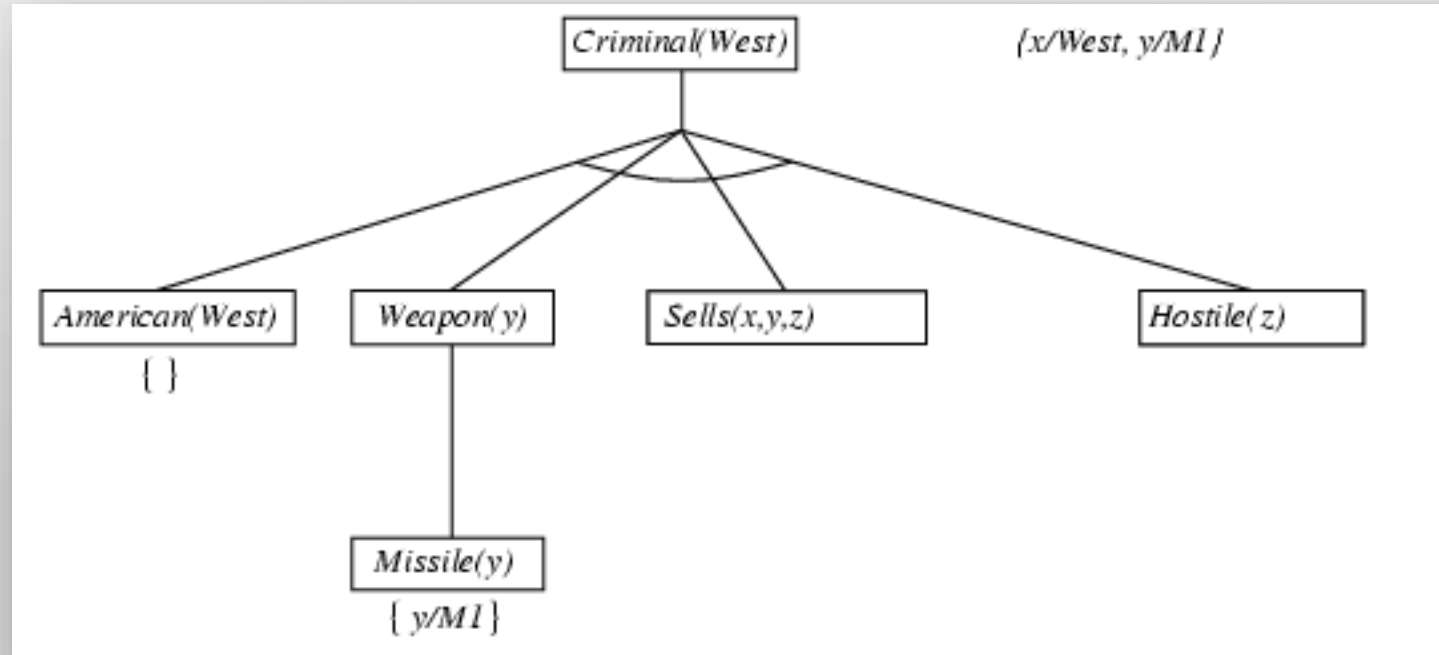 Criminal(West)
{x/West, y/M1}
American(West)
Weapon(y)
Sells(x,y,z)
Hostile(z)
{ }
Missile(y)
{ y/M1 }